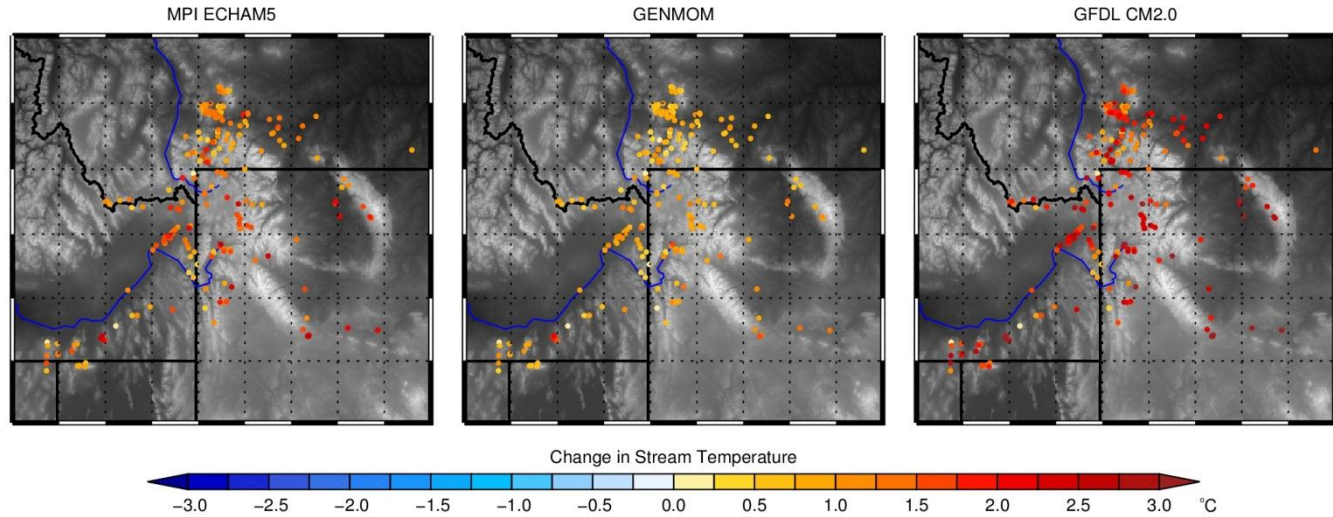 MPI ECHAM5 GENMOM GFDL CM2.0
Change in Stream Temperature
−3.0 −2.5 −2.0 −1.5 −1.0 −0.5 0.0 0.5 1.0 1.5 2.0 2.5 3.0 °C